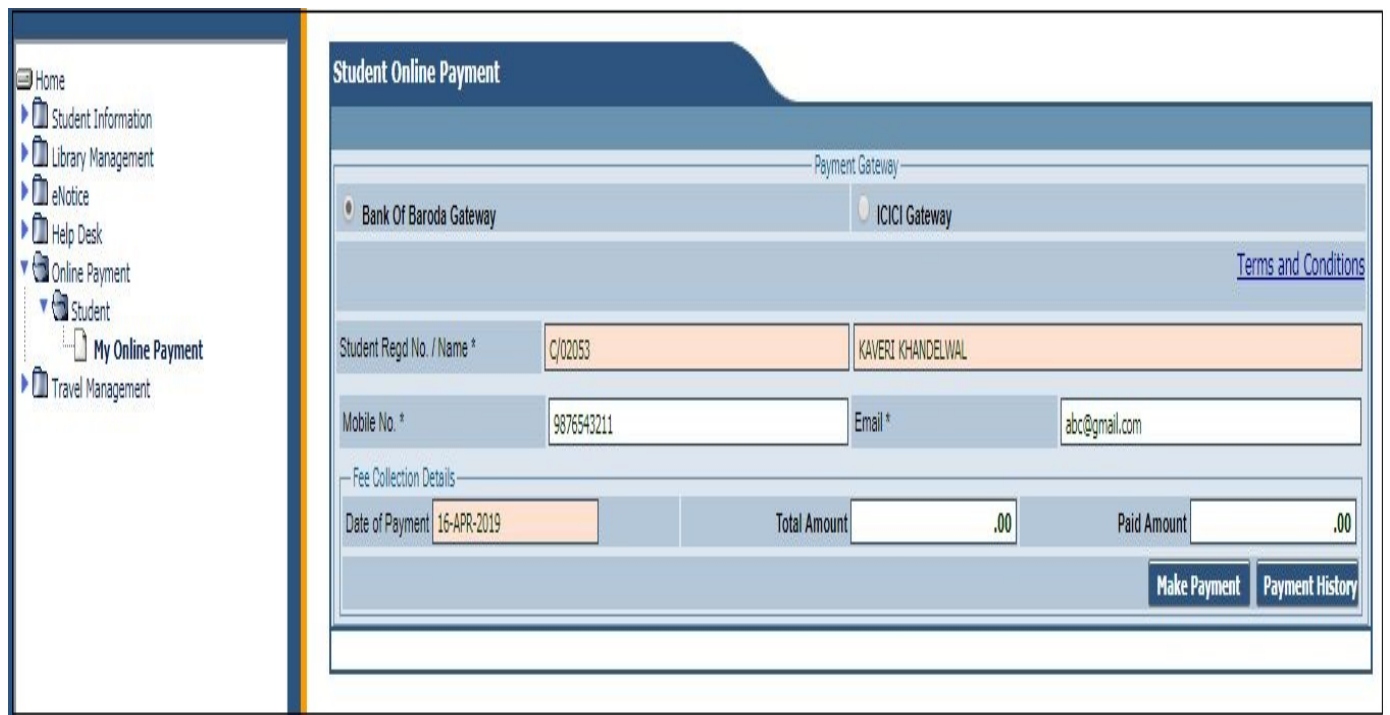 Home
Student Information
Library Management
eNotice
Help Desk
Online Payment
Student
My Online Payment
Travel Management
Student Online Payment
Payment Gateway
Bank Of Baroda Gateway ICICI Gateway
Terms and Conditions
Student Regd No. / Name * C/02053 KAVERI KHANDELWAL
Mobile No. * 9876543211 Email * abc@gmail.com
Fee Collection Details
Date of Payment 16-APR-2019 Total Amount .00 Paid Amount .00
Make Payment Payment History